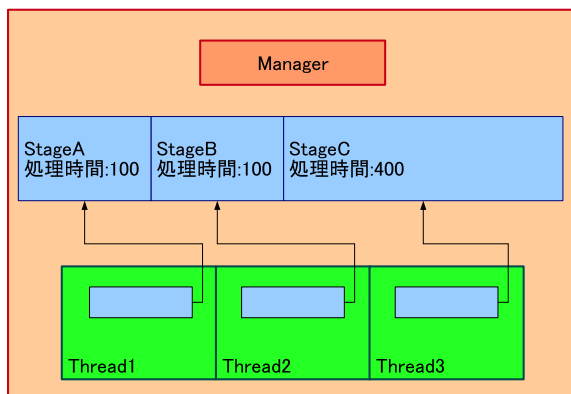 Manager
StageA
処理時間:100
StageB
処理時間:100
StageC
処理時間:400
Thread1
Thread2
Thread3